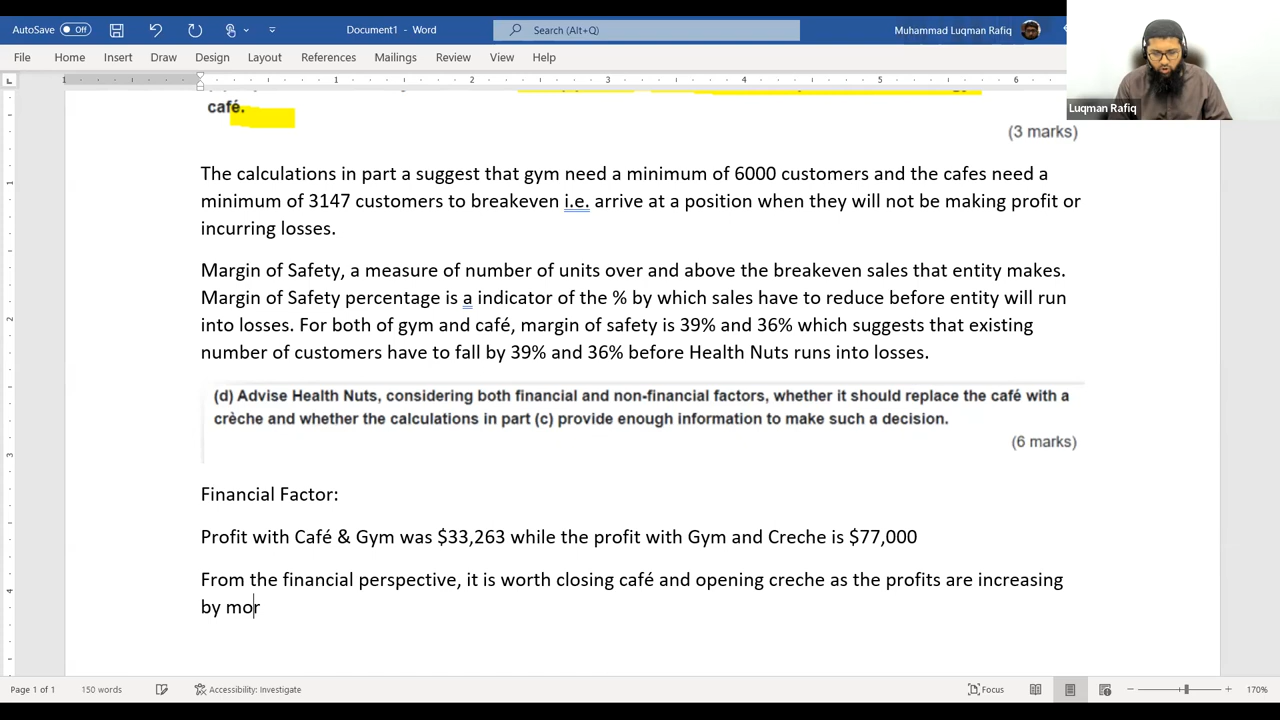 AutoSave Off Document1 - Word Search (Alt+Q) Muhammad Luqman Rafiq
File Home Insert Draw Design Layout References Mailings Review View Help
1 1 2 3 4 5 6
Luqman Rafiq
café.
(3 marks)
The calculations in part a suggest that gym need a minimum of 6000 customers and the cafes need a
minimum of 3147 customers to breakeven i.e. arrive at a position when they will not be making profit or
incurring losses.
Margin of Safety, a measure of number of units over and above the breakeven sales that entity makes.
Margin of Safety percentage is a indicator of the % by which sales have to reduce before entity will run
into losses. For both of gym and café, margin of safety is 39% and 36% which suggests that existing
number of customers have to fall by 39% and 36% before Health Nuts runs into losses.
(d) Advise Health Nuts, considering both financial and non-financial factors, whether it should replace the café with a
crèche and whether the calculations in part (c) provide enough information to make such a decision.
(6 marks)
Financial Factor:
Profit with Café & Gym was $33,263 while the profit with Gym and Creche is $77,000
From the financial perspective, it is worth closing café and opening creche as the profits are increasing
by mor
1
2
3
4
Page 1 of 1 150 words Accessibility: Investigate Focus 170%